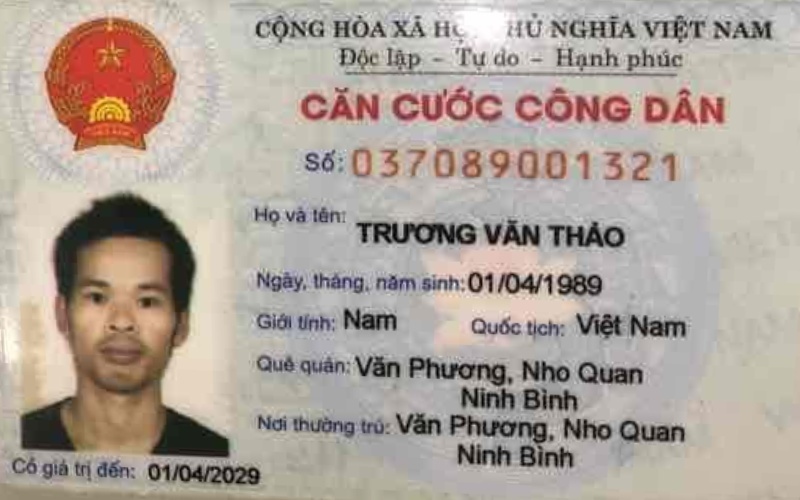 CỘNG HÒA XÃ HỘI CHỦ NGHĨA VIỆT NAM
Độc lập - Tự do - Hạnh phúc
CĂN CƯỚC CÔNG DÂN
Số: 037089001321
Họ và tên: TRƯƠNG VĂN THẢO
Ngày, tháng, năm sinh: 01/04/1989
Giới tính: Nam Quốc tịch: Việt Nam
Quê quán: Văn Phương, Nho Quan
Ninh Bình
Nơi thường trú: Văn Phương, Nho Quan
Ninh Bình
Có giá trị đến: 01/04/2029